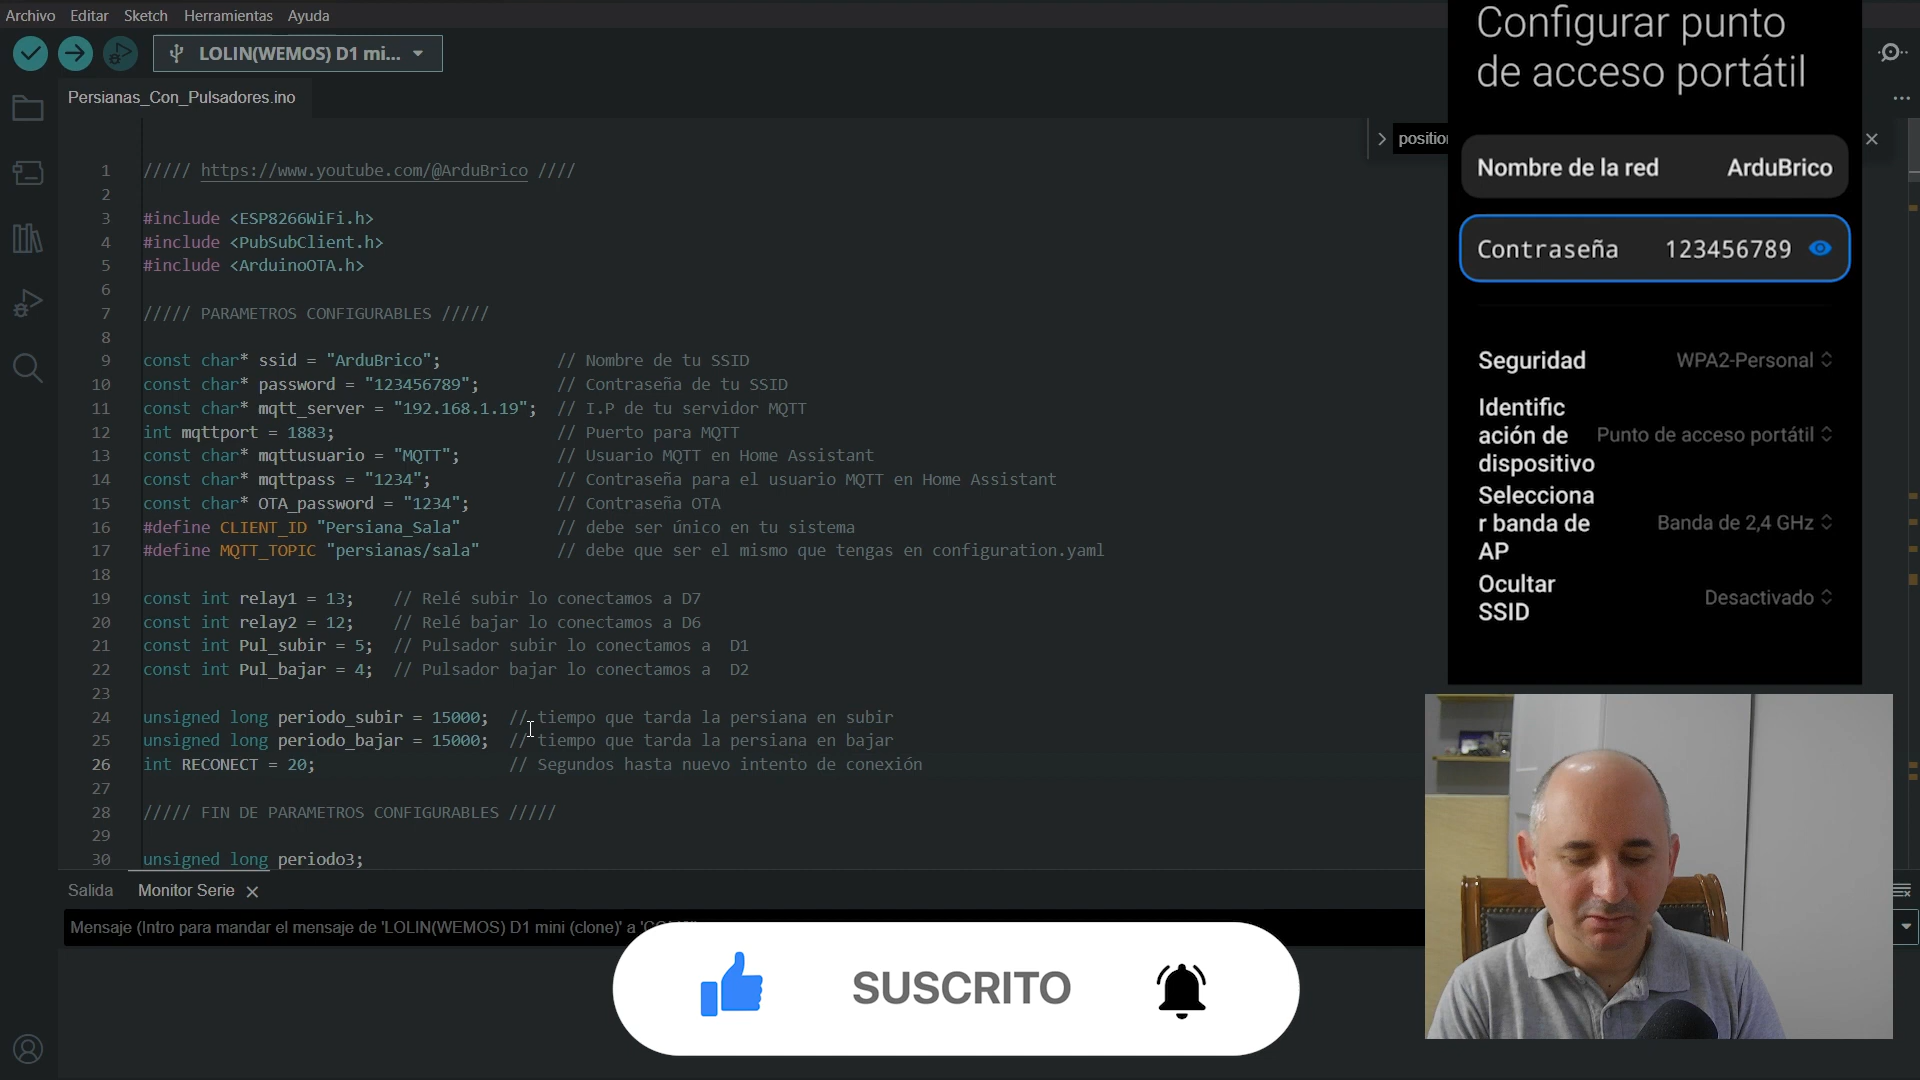 Archivo Editar Sketch Herramientas Ayuda
LOLIN(WEMOS) D1 mi...
Persianas_Con_Pulsadores.ino
1 ///// https://www.youtube.com/@ArduBrico ////
2
3 #include <ESP8266WiFi.h>
4 #include <PubSubClient.h>
5 #include <ArduinoOTA.h>
6
7 ///// PARAMETROS CONFIGURABLES /////
8
9 const char* ssid = "ArduBrico"; // Nombre de tu SSID
10 const char* password = "123456789"; // Contraseña de tu SSID
11 const char* mqtt_server = "192.168.1.19"; // I.P de tu servidor MQTT
12 int mqttport = 1883; // Puerto para MQTT
13 const char* mqttusuario = "MQTT"; // Usuario MQTT en Home Assistant
14 const char* mqttpass = "1234"; // Contraseña para el usuario MQTT en Home Assistant
15 const char* OTA_password = "1234"; // Contraseña OTA
16 #define CLIENT_ID "Persiana_Sala" // debe ser único en tu sistema
17 #define MQTT_TOPIC "persianas/sala" // debe que ser el mismo que tengas en configuration.yaml
18
19 const int relay1 = 13; // Relé subir lo conectamos a D7
20 const int relay2 = 12; // Relé bajar lo conectamos a D6
21 const int Pul_subir = 5; // Pulsador subir lo conectamos a D1
22 const int Pul_bajar = 4; // Pulsador bajar lo conectamos a D2
23
24 unsigned long periodo_subir = 15000; // tiempo que tarda la persiana en subir
25 unsigned long periodo_bajar = 15000; // tiempo que tarda la persiana en bajar
26 int RECONECT = 20; // Segundos hasta nuevo intento de conexión
27
28 ///// FIN DE PARAMETROS CONFIGURABLES /////
29
30 unsigned long periodo3;
Salida Monitor Serie
Mensaje (Intro para mandar el mensaje de 'LOLIN(WEMOS) D1 mini (clone)' a
position
Configurar punto
de acceso portátil
Nombre de la red ArduBrico
Contraseña 123456789
Seguridad WPA2-Personal
Identific
ación de
dispositivo
Punto de acceso portátil
Selecciona
r banda de
AP
Banda de 2,4 GHz
Ocultar
SSID
Desactivado
SUSCRITO